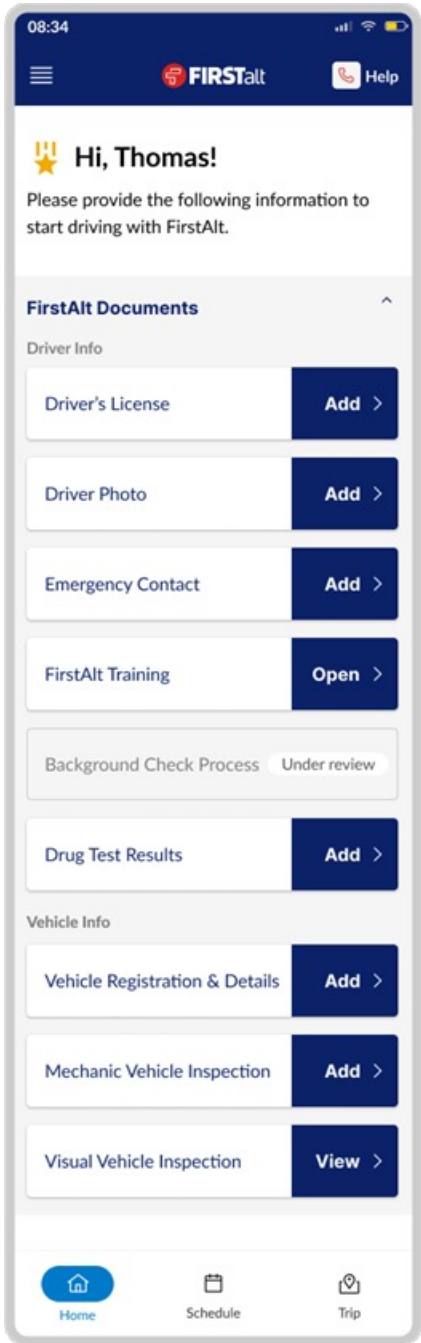 08:34
FIRSTalt
Help
Hi, Thomas!
Please provide the following information to
start driving with FirstAlt.
FirstAlt Documents
Driver Info
Driver's License Add
Driver Photo Add
Emergency Contact Add
FirstAlt Training Open
Background Check Process Under review
Drug Test Results Add
Vehicle Info
Vehicle Registration & Details Add
Mechanic Vehicle Inspection Add
Visual Vehicle Inspection View
Home Schedule Trip